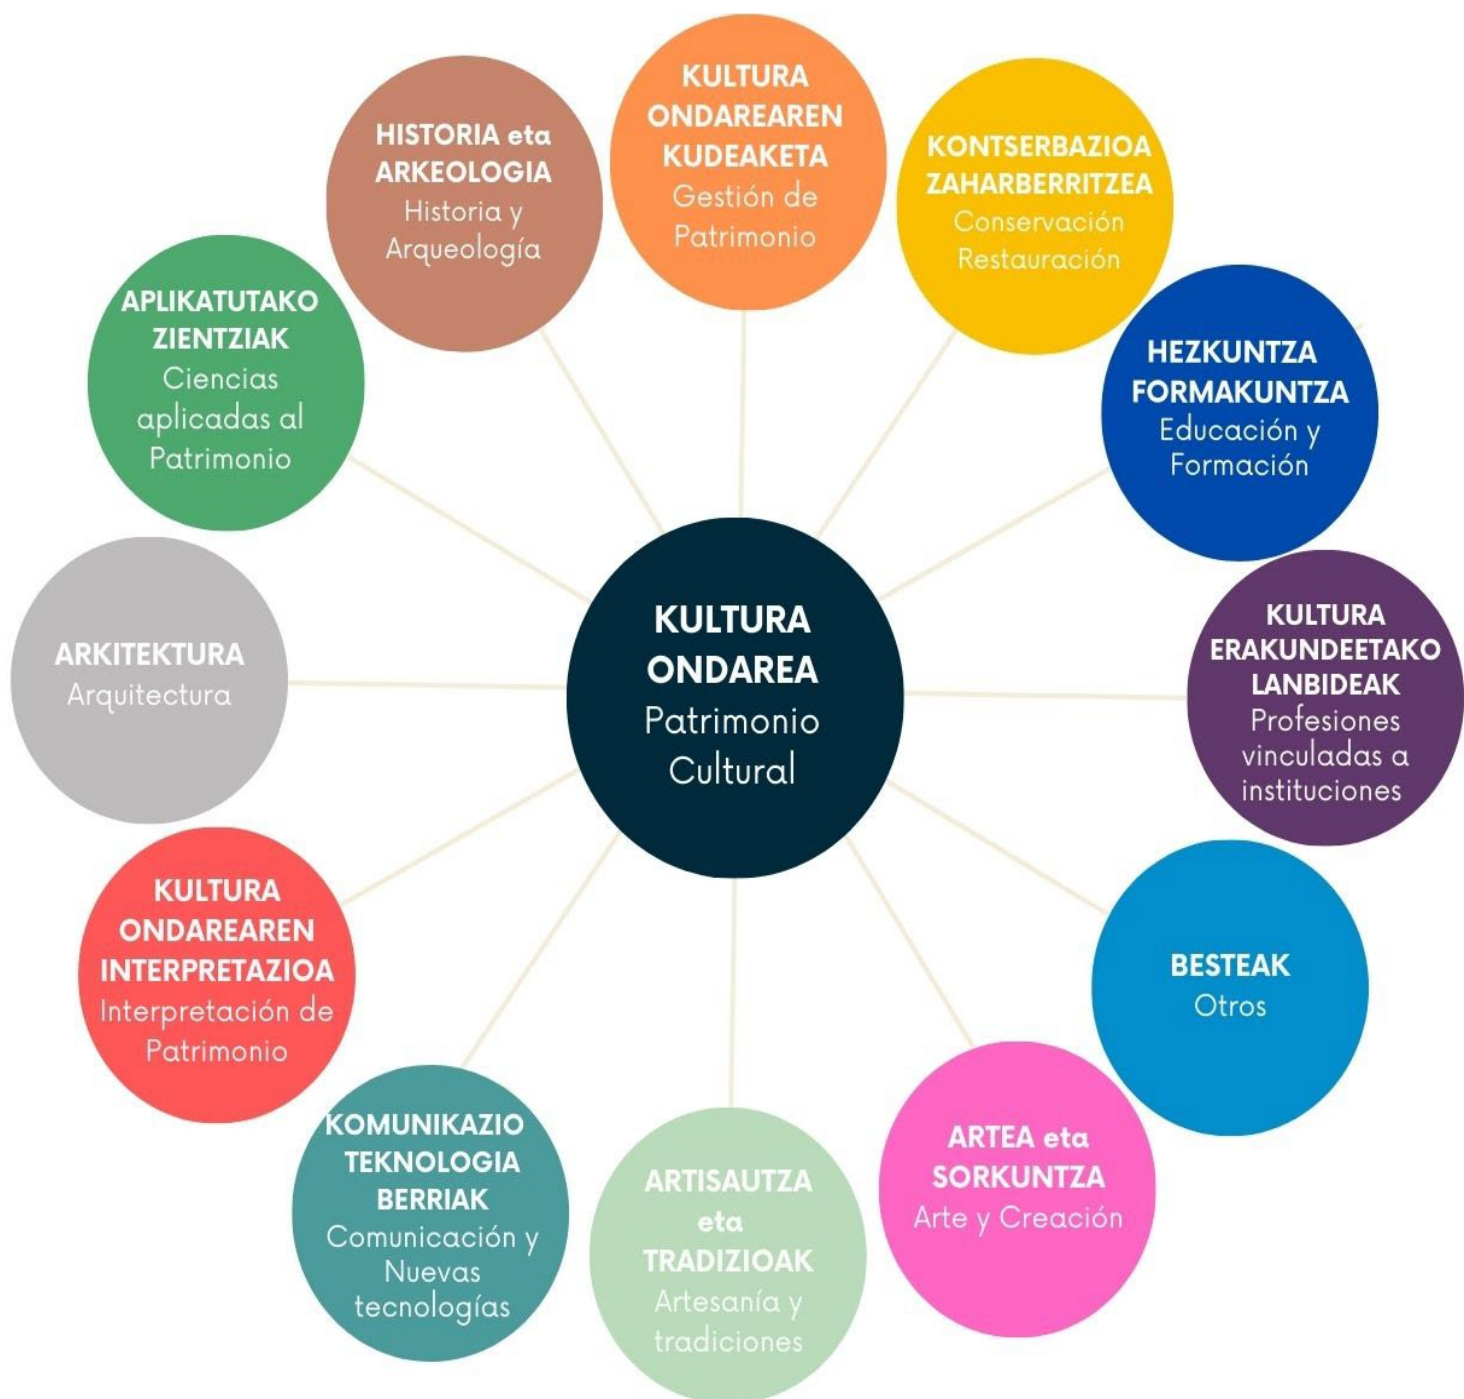 KULTURA
ONDAREAREN
KUDEAKETA
Gestión de
Patrimonio
KONTSERBAZIOA
ZAHARBERRITZEA
Conservación
Restauración
HEZKUNTZA
FORMAKUNTZA
Educación y
Formación
KULTURA
ERAKUNDEETAKO
LANBIDEAK
Profesiones
vinculadas a
instituciones
BESTEAK
Otros
ARTEA eta
SORKUNTZA
Arte y Creación
ARTISAUTZA
eta
TRADIZIOAK
Artesanía y
tradiciones
KOMUNIKAZIO
TEKNOLOGIA
BERRIAK
Comunicación y
Nuevas
tecnologías
KULTURA
ONDAREAREN
INTERPRETAZIOA
Interpretación de
Patrimonio
ARKITEKTURA
Arquitectura
APLIKATUTAKO
ZIENTZIAK
Ciencias
aplicadas al
Patrimonio
HISTORIA eta
ARKEOLOGIA
Historia y
Arqueología
KULTURA
ONDAREA
Patrimonio
Cultural